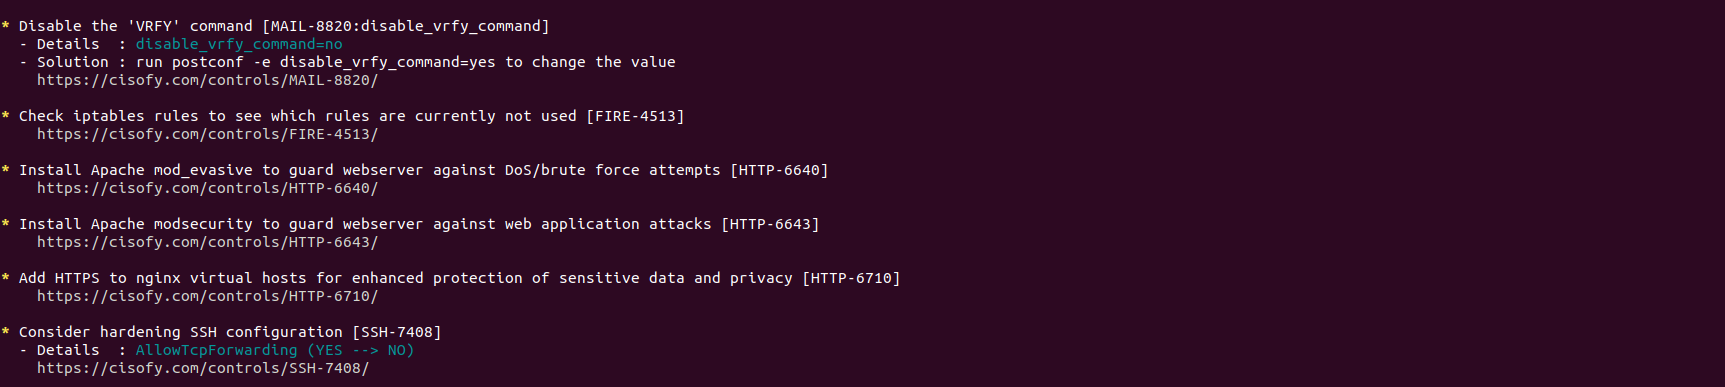 * Disable the 'VRFY' command [MAIL-8820:disable_vrfy_command]
- Details  : disable_vrfy_command=no
- Solution : run postconf -e disable_vrfy_command=yes to change the value
https://cisofy.com/controls/MAIL-8820/
* Check iptables rules to see which rules are currently not used [FIRE-4513]
https://cisofy.com/controls/FIRE-4513/
* Install Apache mod_evasive to guard webserver against DoS/brute force attempts [HTTP-6640]
https://cisofy.com/controls/HTTP-6640/
* Install Apache modsecurity to guard webserver against web application attacks [HTTP-6643]
https://cisofy.com/controls/HTTP-6643/
* Add HTTPS to nginx virtual hosts for enhanced protection of sensitive data and privacy [HTTP-6710]
https://cisofy.com/controls/HTTP-6710/
* Consider hardening SSH configuration [SSH-7408]
- Details  : AllowTcpForwarding (YES --> NO)
https://cisofy.com/controls/SSH-7408/